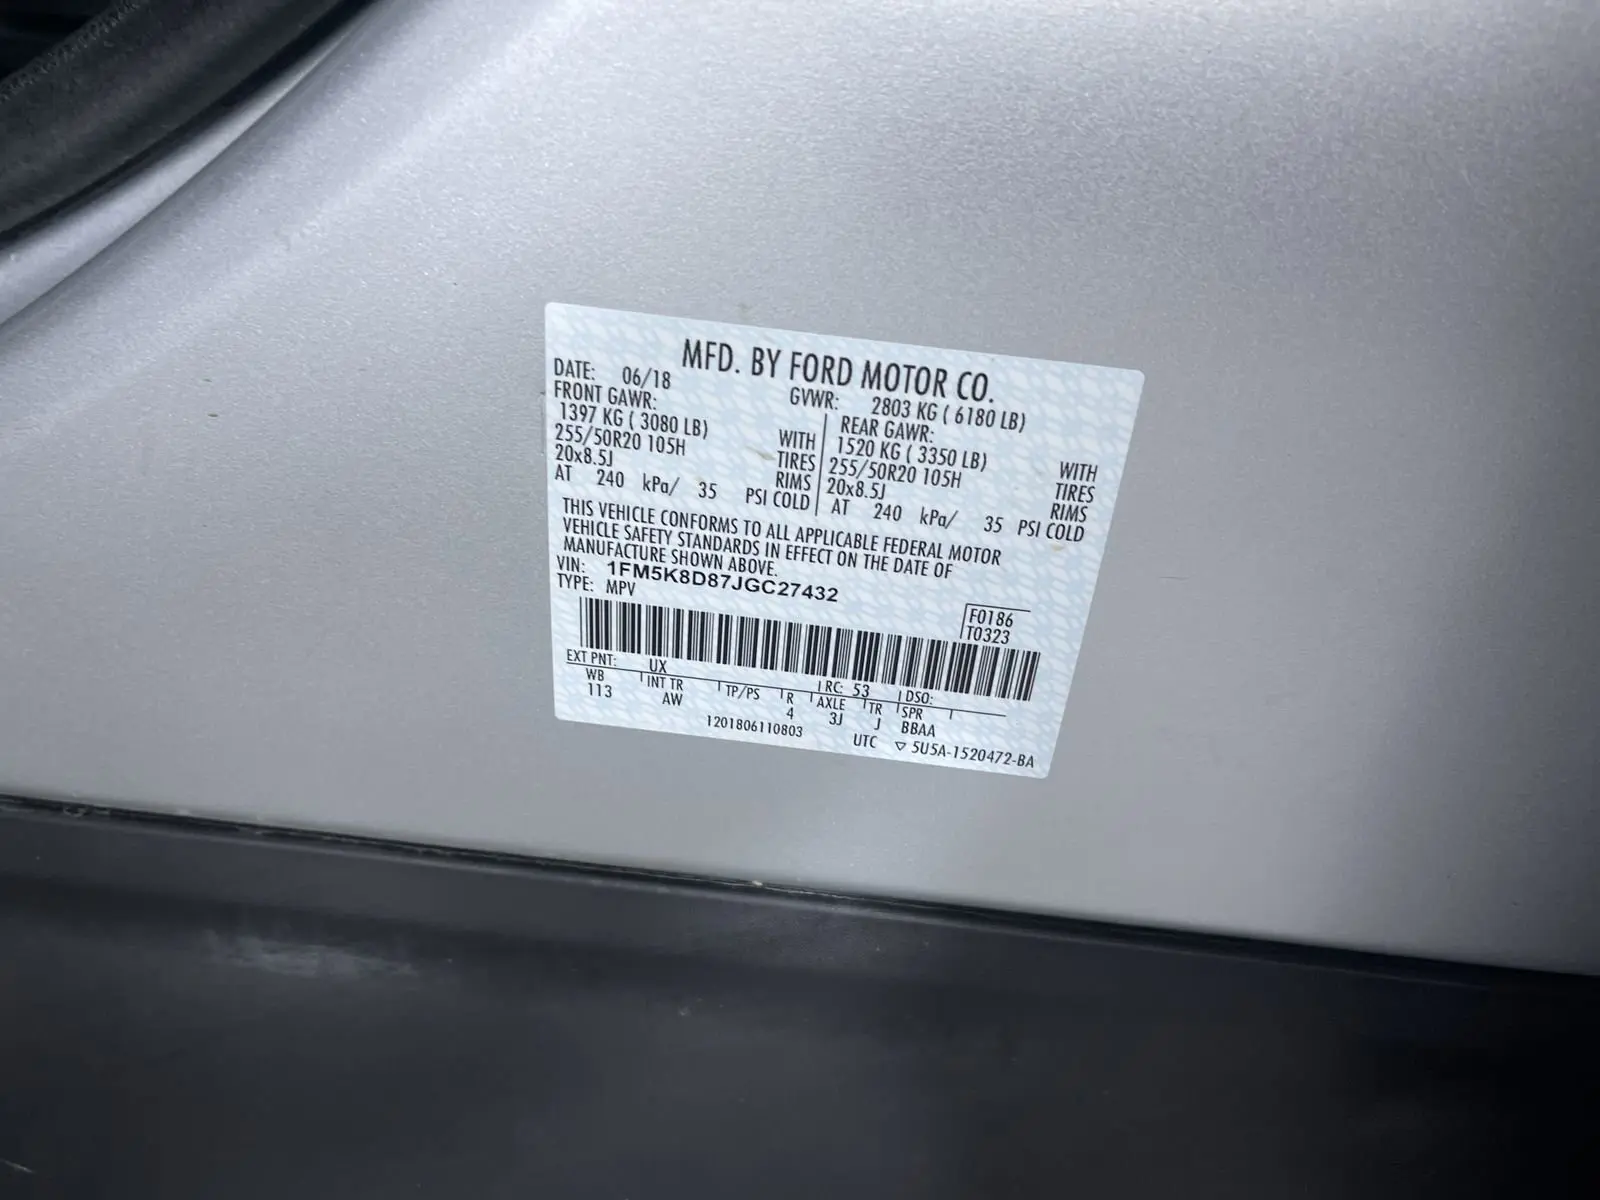 MFD. BY FORD MOTOR CO.
DATE: 06/18 GVWR: 2803 KG ( 6180 LB)
FRONT GAWR: REAR GAWR:
1397 KG ( 3080 LB) WITH 1520 KG ( 3350 LB) WITH
255/50R20 105H TIRES 255/50R20 105H TIRES
20x8.5J RIMS 20x8.5J RIMS
AT 240 kPa/ 35 PSI COLD AT 240 kPa/ 35 PSI COLD
THIS VEHICLE CONFORMS TO ALL APPLICABLE FEDERAL MOTOR
VEHICLE SAFETY STANDARDS IN EFFECT ON THE DATE OF
MANUFACTURE SHOWN ABOVE.
VIN: 1FM5K8D87JGC27432
TYPE: MPV
F0186
T0323
EXT PNT: UX RC: 53 DSO:
WB INT TR TP/PS R AXLE TR SPR
113 AW 4 3J J BBAA
1201806110803 UTC ▽ 5U5A-1520472-BA